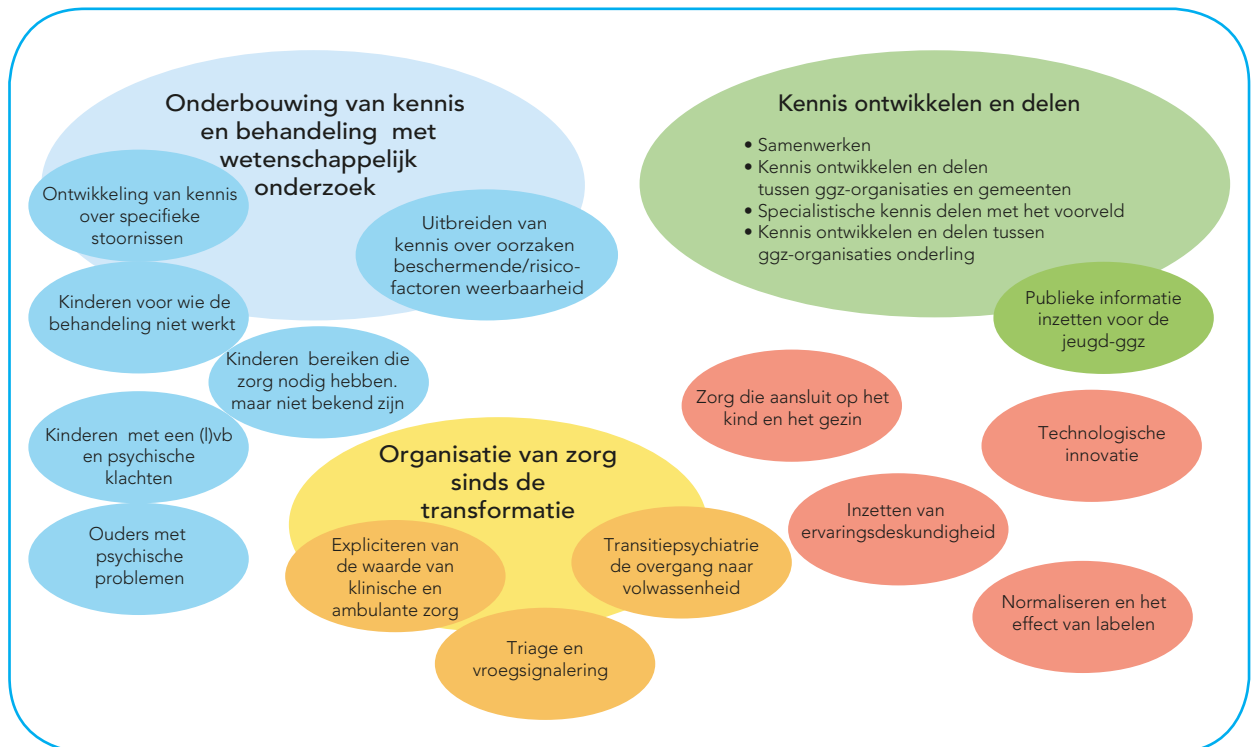 Onderbouwing van kennis
en behandeling met
wetenschappelijk
onderzoek
Ontwikkeling van kennis
over specifieke
stoornissen
Uitbreiden van
kennis over oorzaken
beschermende/risico-
factoren weerbaarheid
Kinderen voor wie de
behandeling niet werkt
Kinderen bereiken die
zorg nodig hebben.
maar niet bekend zijn
Kinderen met een (l)vb
en psychische
klachten
Ouders met
psychische
problemen
Kennis ontwikkelen en delen
• Samenwerken
• Kennis ontwikkelen en delen
tussen ggz-organisaties en gemeenten
• Specialistische kennis delen met het voorveld
• Kennis ontwikkelen en delen tussen
ggz-organisaties onderling
Publieke informatie
inzetten voor de
jeugd-ggz
Organisatie van zorg
sinds de
transformatie
Expliciteren van
de waarde van
klinische en
ambulante zorg
Transitiepsychiatrie
de overgang naar
volwassenheid
Triage en
vroegsignalering
Zorg die aansluit op het
kind en het gezin
Technologische
innovatie
Inzetten van
ervaringsdeskundigheid
Normaliseren en het
effect van labelen